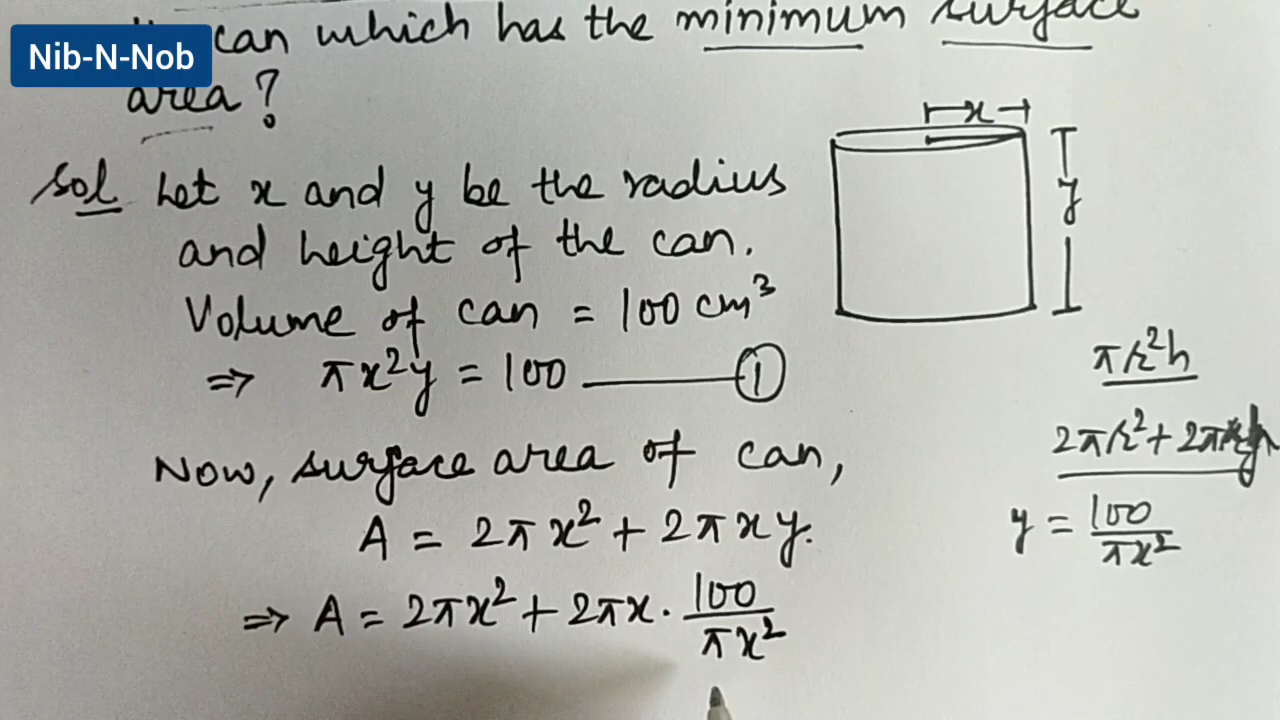 can which has the minimum surface
Nib-N-Nob
area?
Sol Let x and y be the radius
and height of the can.
Volume of can = 100 cm³
⇒ πx²y = 100 ——— ①
Now, surface area of can,
A = 2πx² + 2πxy.
⇒ A = 2πx² + 2πx · 100/πx²
x
y
πr²h
2πr² + 2π
y = 100/πx²